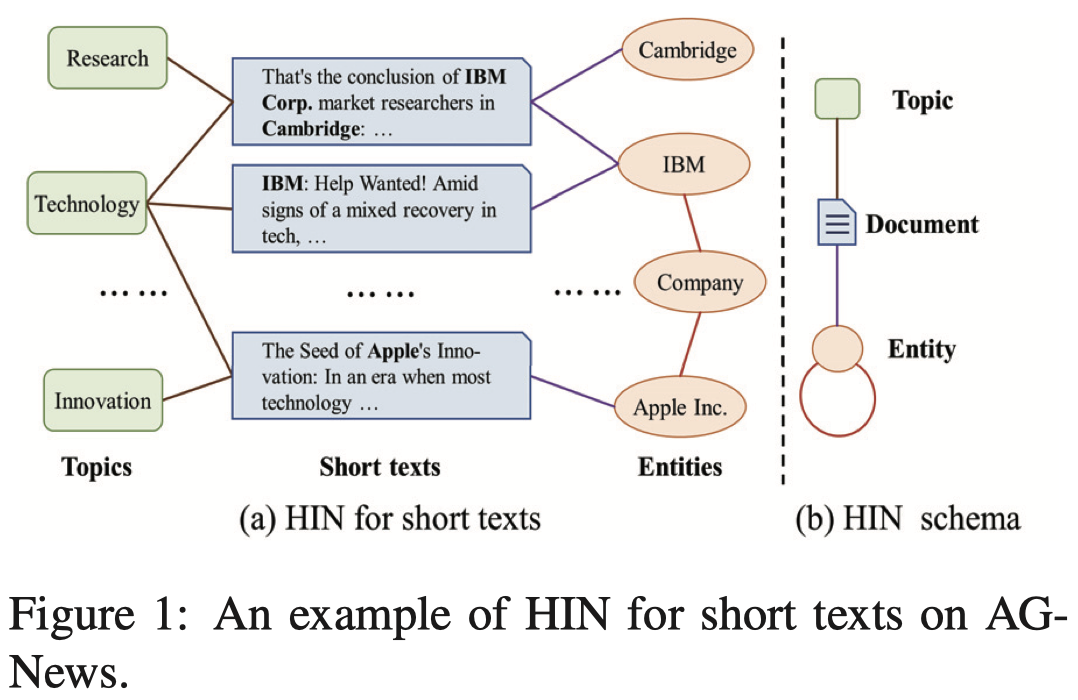 Research
Technology
…… 
Innovation
Topics
That's the conclusion of IBM
Corp. market researchers in
Cambridge: …
IBM: Help Wanted! Amid
signs of a mixed recovery in
tech, …
……
The Seed of Apple's Inno-
vation: In an era when most
technology …
Short texts
Cambridge
IBM
……
Company
Apple Inc.
Entities
(a) HIN for short texts
Topic
Document
Entity
(b) HIN schema
Figure 1: An example of HIN for short texts on AG-
News.